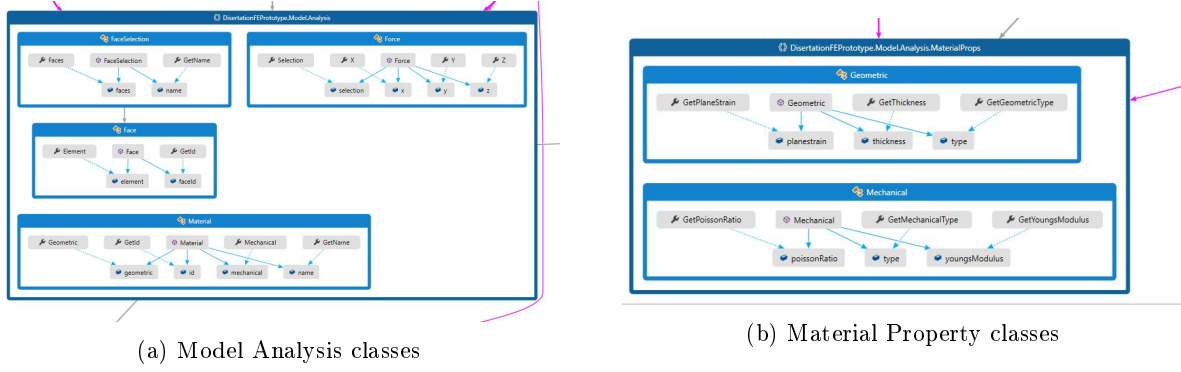 DisertationFEPrototype.Model.Analysis
FaceSelection
Faces FaceSelection GetName
faces name
Force
Selection X Force Y Z
selection x y z
Face
Element Face GetId
element faceId
Material
Geometric GetId Material Mechanical GetName
geometric id mechanical name
(a) Model Analysis classes
DisertationFEPrototype.Model.Analysis.MaterialProps
Geometric
GetPlaneStrain Geometric GetThickness GetGeometricType
planestrain thickness type
Mechanical
GetPoissonRatio Mechanical GetMechanicalType GetYoungsModulus
poissonRatio type youngsModulus
(b) Material Property classes